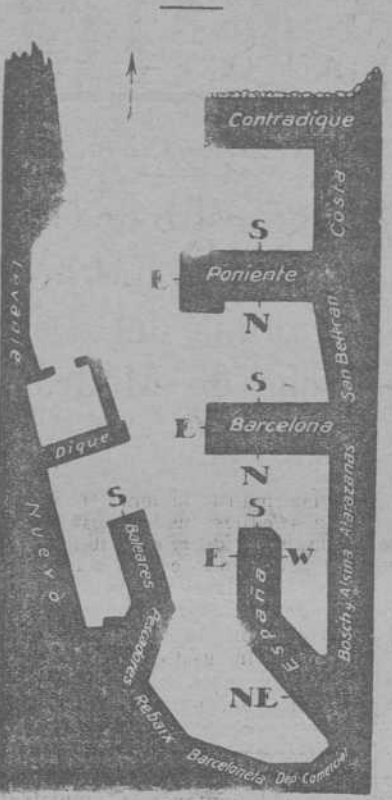 Contradique
Costa
S
E
Poniente
N
Levante
San Beltran
S
E
Barcelona
N
Dique
S
S
Nuevo
Baleares
E
W
España
Bosch y Alsina
Atarazanas
Pescadores
NE
Rebaix
Barceloneta
Dep. Comercial